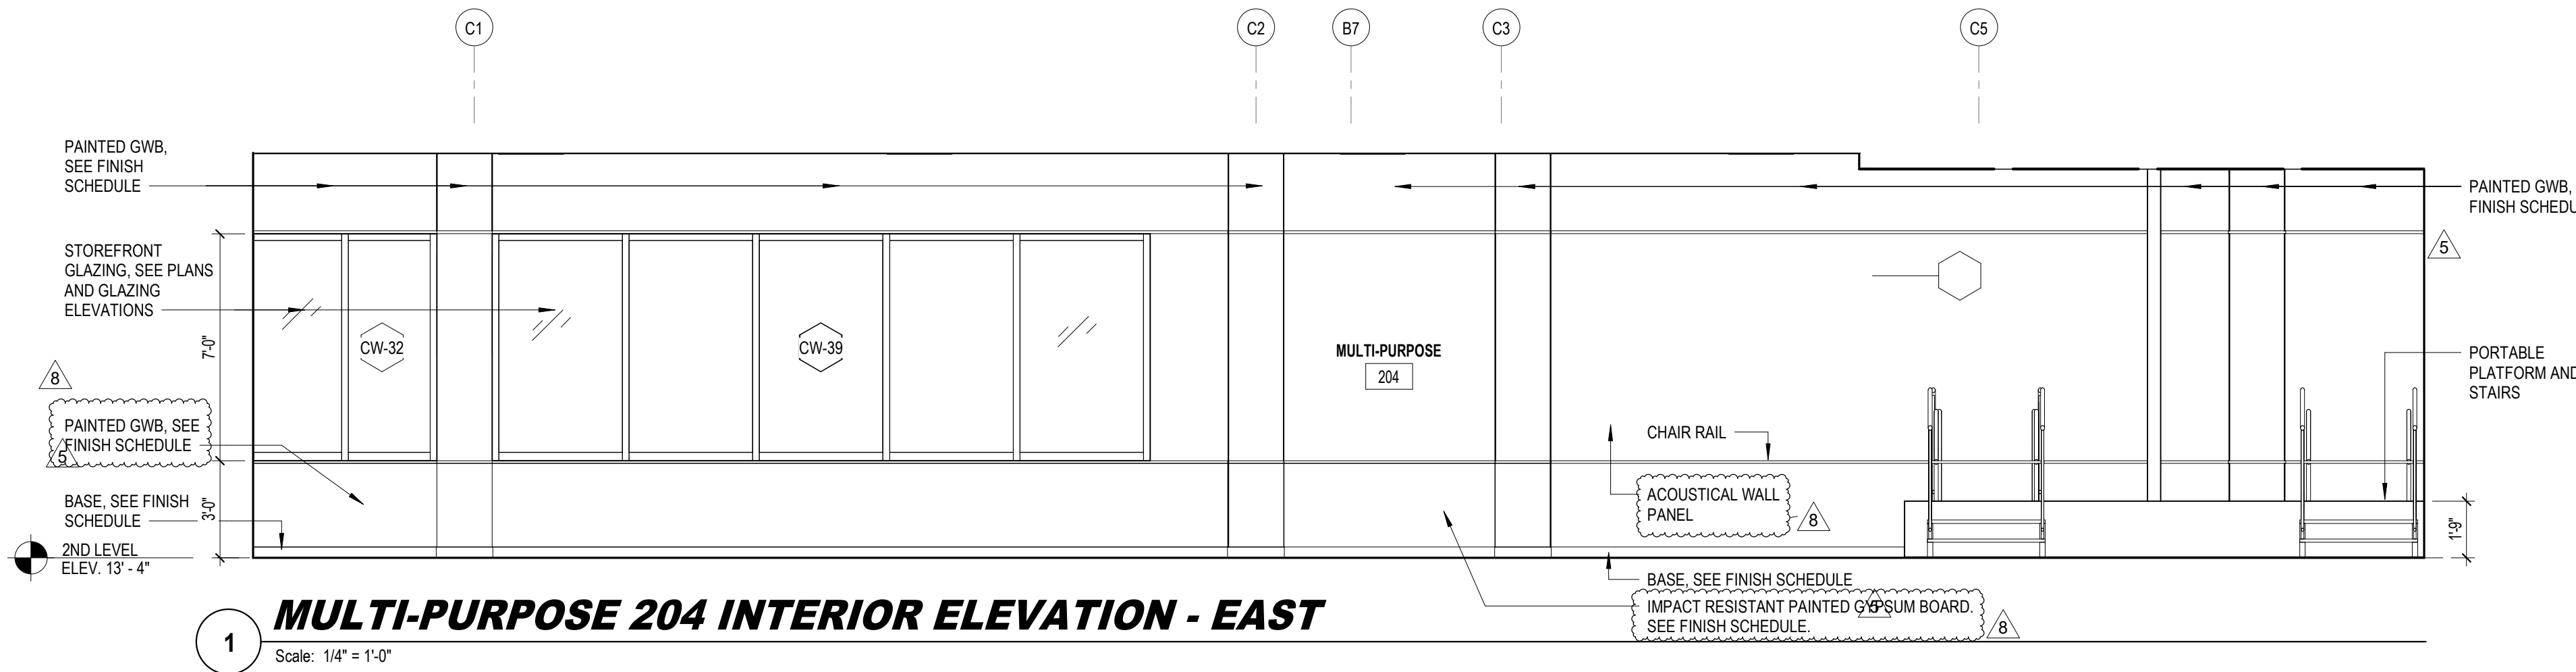 C1
C2
B7
C3
C5
PAINTED GWB,
SEE FINISH
SCHEDULE
PAINTED GWB,
FINISH SCHEDU
STOREFRONT
GLAZING, SEE PLANS
AND GLAZING
ELEVATIONS
5
7'-0"
CW-32
CW-39
MULTI-PURPOSE
204
PORTABLE
PLATFORM AND
STAIRS
8
PAINTED GWB, SEE
FINISH SCHEDULE
5
CHAIR RAIL
ACOUSTICAL WALL
PANEL
8
BASE, SEE FINISH
SCHEDULE
3'-0"
1'-9"
2ND LEVEL
ELEV. 13' - 4"
BASE, SEE FINISH SCHEDULE
IMPACT RESISTANT PAINTED GYPSUM BOARD.
SEE FINISH SCHEDULE.
5
8
1
MULTI-PURPOSE 204 INTERIOR ELEVATION - EAST
Scale: 1/4" = 1'-0"